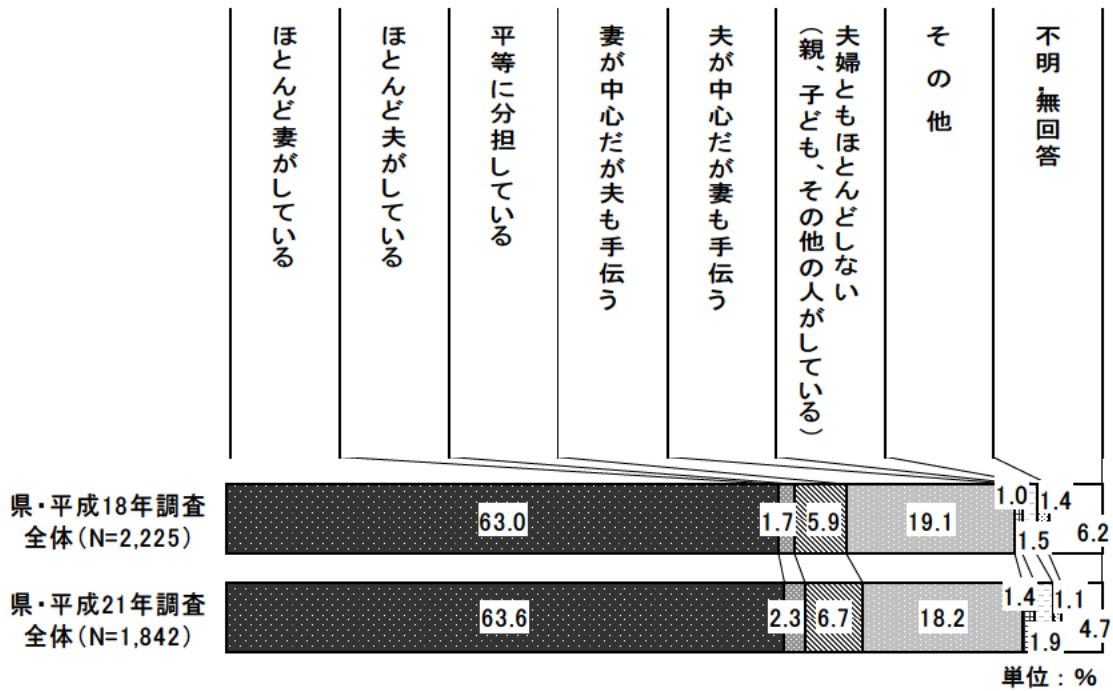 ほとんど妻がしている
ほとんど夫がしている
平等に分担している
妻が中心だが夫も手伝う
夫が中心だが妻も手伝う
夫婦ともほとんどしない
（親、子ども、その他の人がしている）
その他
不明・無回答
県・平成18年調査
全体(N=2,225)
63.0
1.7
5.9
19.1
1.0
1.5
1.4
6.2
県・平成21年調査
全体(N=1,842)
63.6
2.3
6.7
18.2
1.4
1.9
1.1
4.7
単位：%